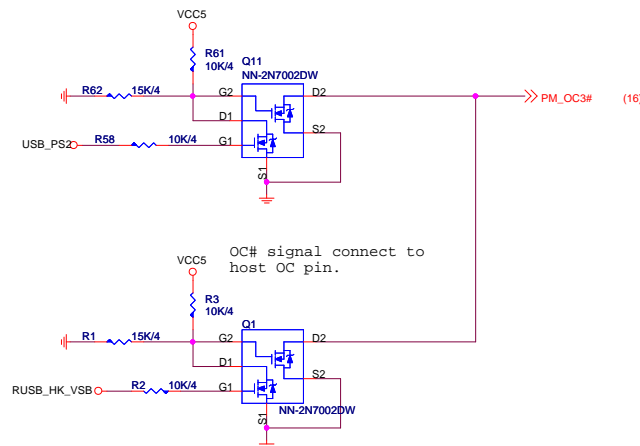 VCC5
R61
10K/4
Q11
NN-2N7002DW
R62
15K/4
G2
D2
D1
S2
USB_PS2
R58
10K/4
G1
S1
PM_OC3#
(16)
OC# signal connect to
host OC pin.
VCC5
R3
10K/4
Q1
R1
15K/4
G2
D2
D1
S2
RUSB_HK_VSB
R2
10K/4
G1
S1
NN-2N7002DW